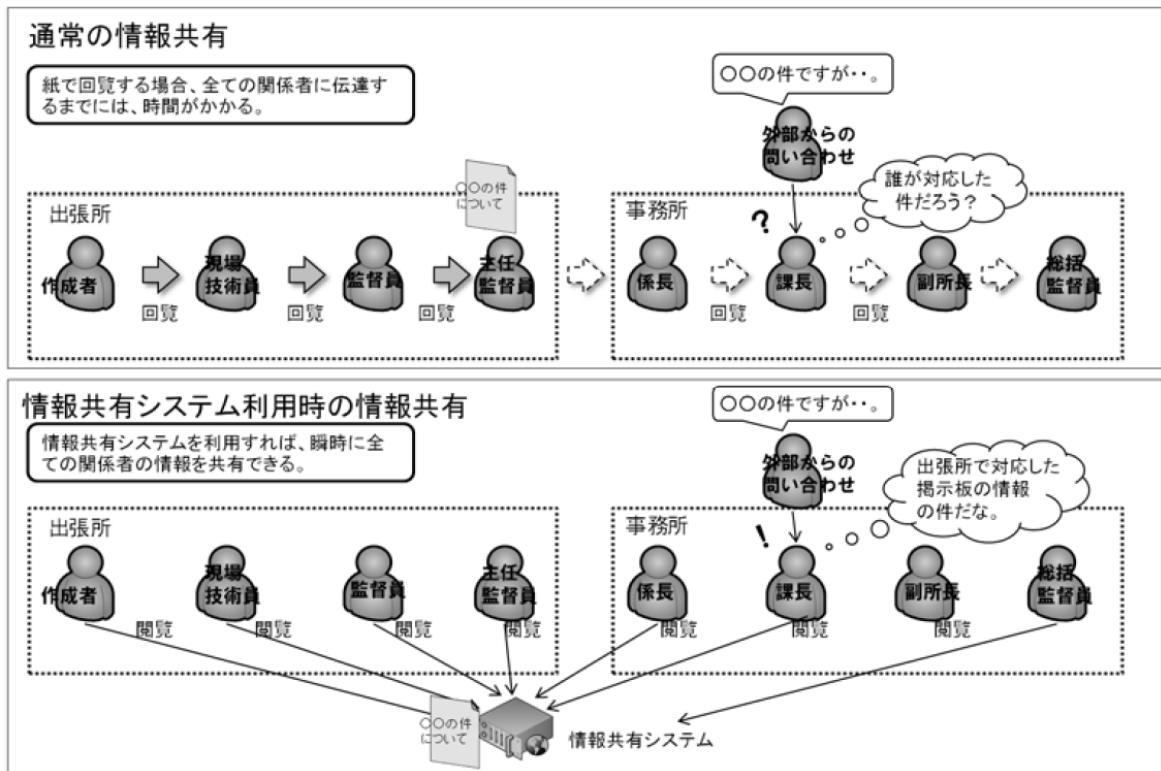 通常の情報共有
紙で回覧する場合、全ての関係者に伝達す
るまでには、時間がかかる。
〇〇の件ですが・・。
外部からの
問い合わせ
誰が対応した
件だろう？
〇〇の件
について
出張所
事務所
?
作成者
現場
技術員
監督員
主任
監督員
係長
課長
副所長
総括
監督員
回覧
回覧
回覧
回覧
回覧
情報共有システム利用時の情報共有
情報共有システムを利用すれば、瞬時に全
ての関係者の情報を共有できる。
〇〇の件ですが・・。
外部からの
問い合わせ
出張所で対応した
掲示板の情報
の件だな。
出張所
事務所
!
作成者
現場
技術員
監督員
主任
監督員
係長
課長
副所長
総括
監督員
閲覧
閲覧
閲覧
閲覧
閲覧
閲覧
閲覧
〇〇の件
について
情報共有システム